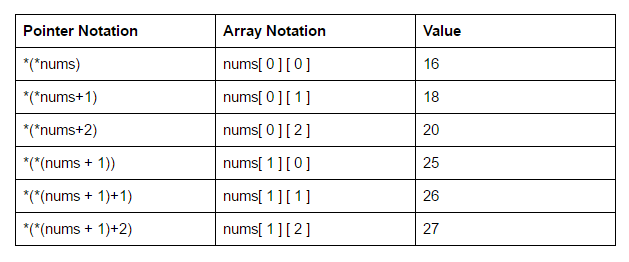 Pointer Notation Array Notation Value
*(*nums) nums[ 0 ] [ 0 ] 16
*(*nums+1) nums[ 0 ] [ 1 ] 18
*(*nums+2) nums[ 0 ] [ 2 ] 20
*(*(nums + 1)) nums[ 1 ] [ 0 ] 25
*(*(nums + 1)+1) nums[ 1 ] [ 1 ] 26
*(*(nums + 1)+2) nums[ 1 ] [ 2 ] 27